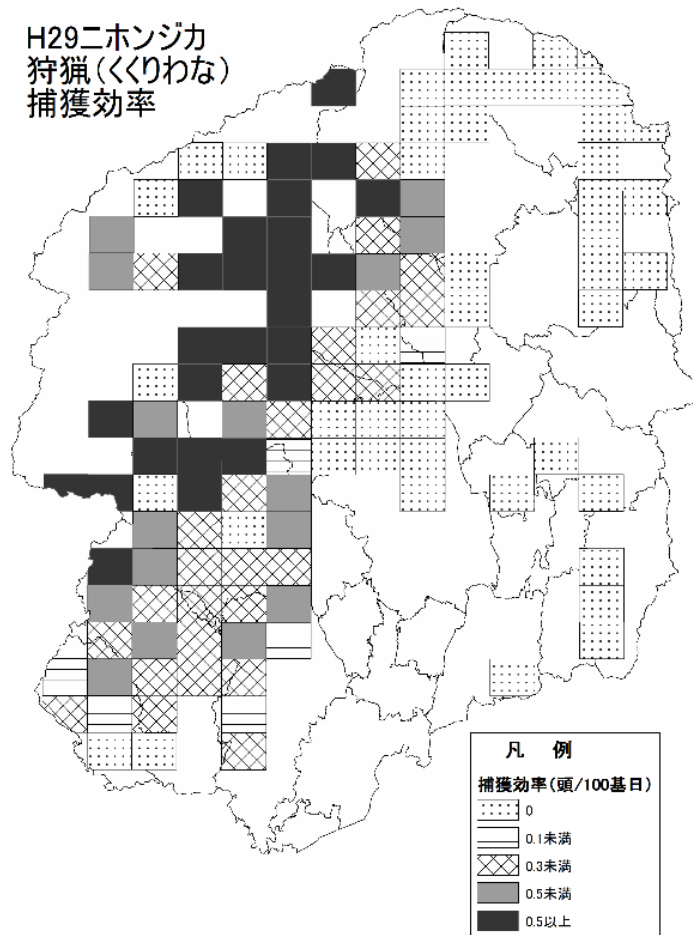 H29ニホンジカ
狩猟(くくりわな)
捕獲効率
凡 例
捕獲効率(頭/100基日)
0
0.1未満
0.3未満
0.5未満
0.5以上